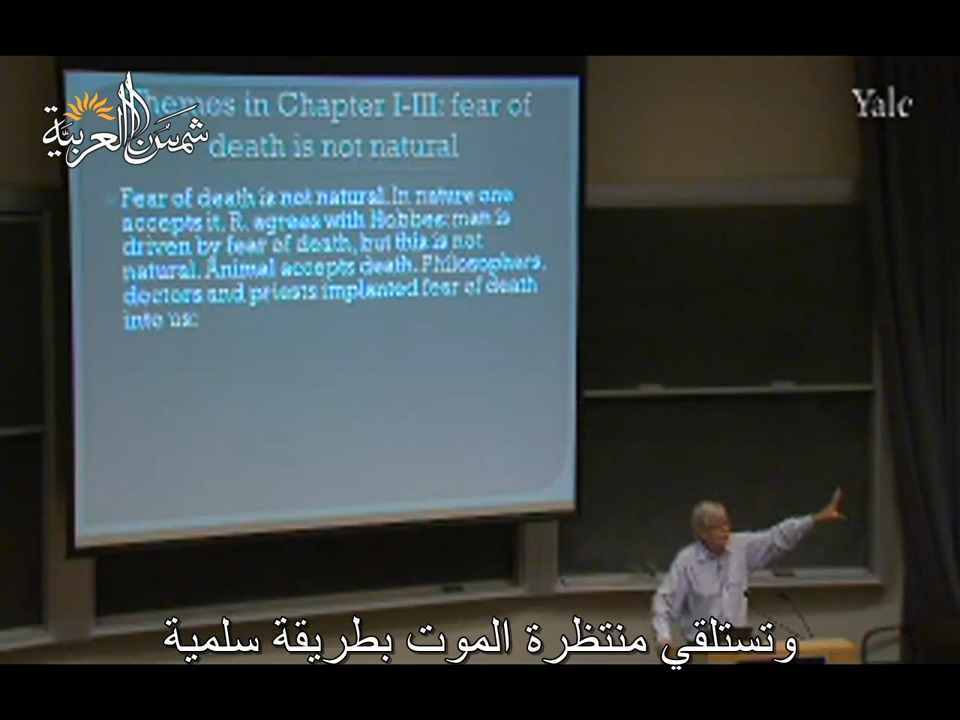 Themes in Chapter I-III: fear of
death is not natural
Fear of death is not natural. In nature one
accepts it. R. agrees with Hobbes: man is
driven by fear of death, but this is not
natural. Animal accepts death. Philosophers,
doctors and priests implanted fear of death
into us:
شمس العربية
Yale
وتستلقي منتظرة الموت بطريقة سلمية